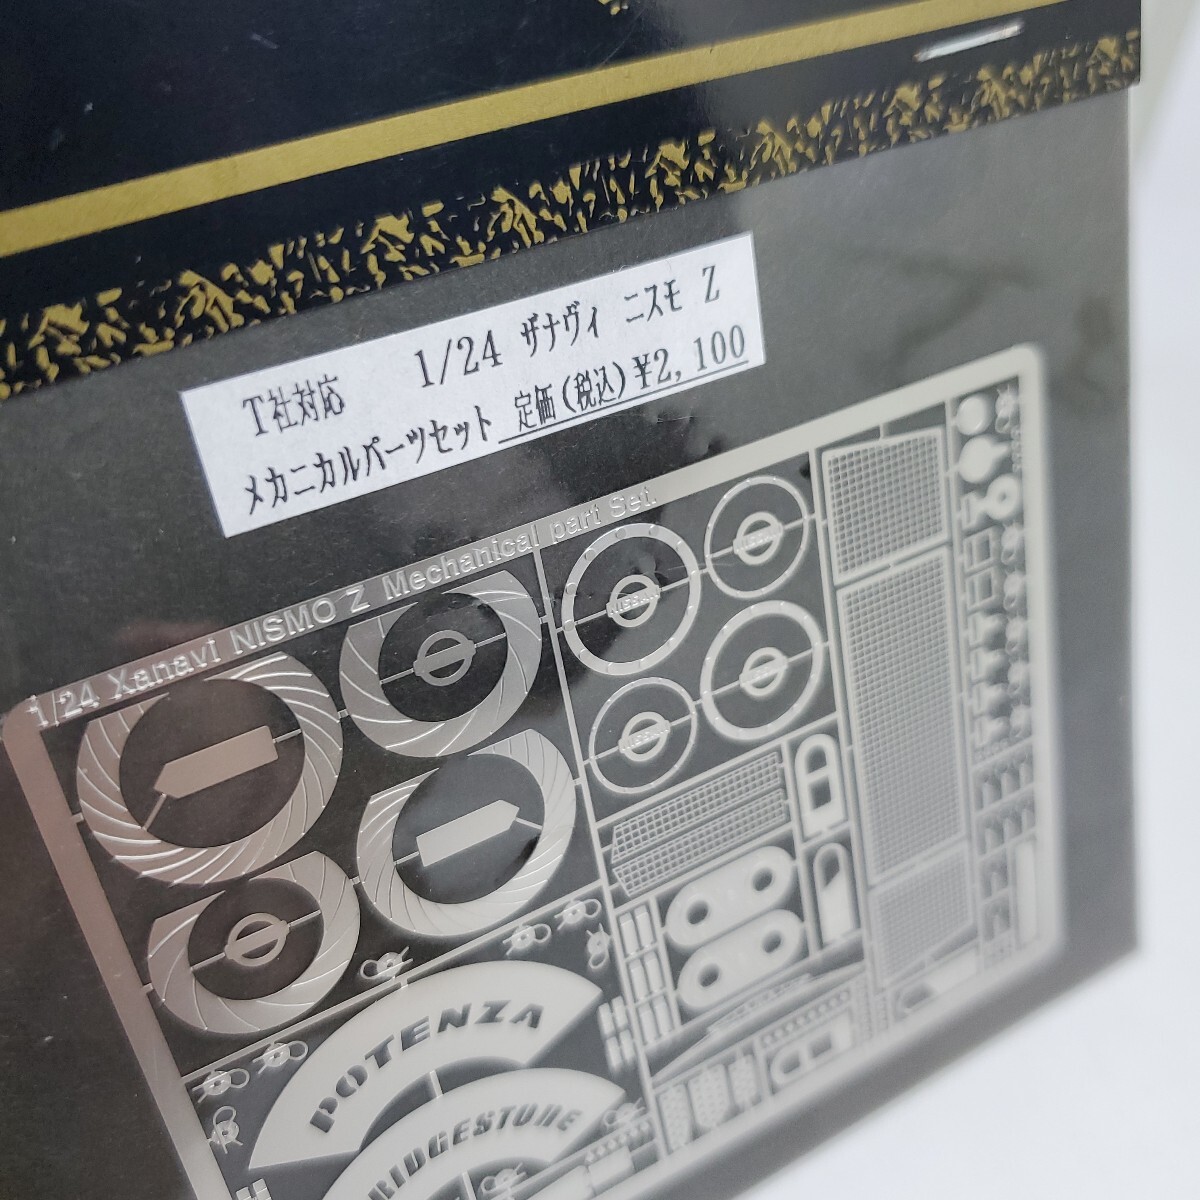 T社対応 1/24 ザナヴィ ニスモ Z
メカニカルパーツセット 定価(税込)¥2,100
1/24 Xanavi NISMO Z Mechanical part Set.
NISSAN
NISSAN
POTENZA
BRIDGESTONE